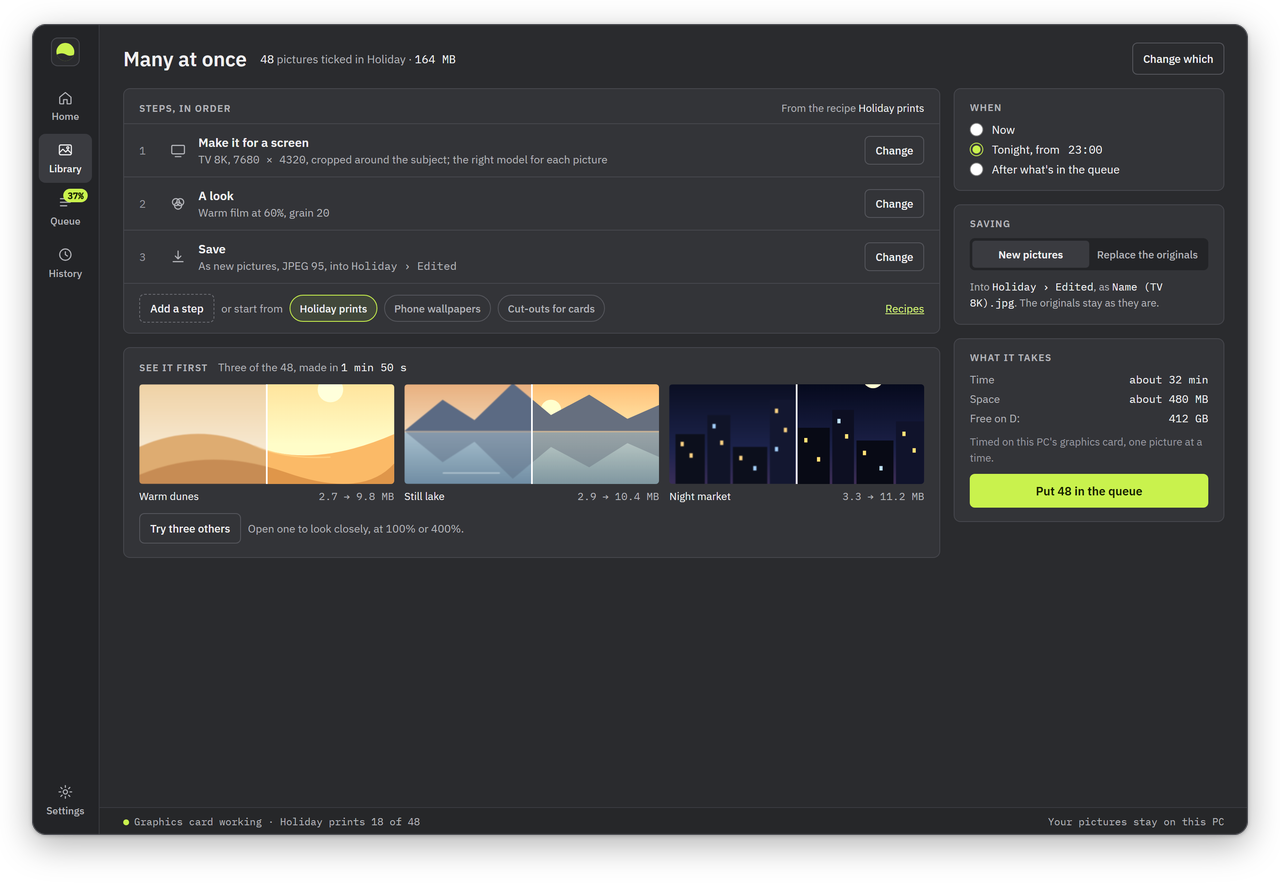 Many at once
48 pictures ticked in Holiday · 164 MB
Change which
Home
Library
37%
Queue
History
Settings
STEPS, IN ORDER
From the recipe Holiday prints
1
Make it for a screen
TV 8K, 7680 × 4320, cropped around the subject; the right model for each picture
Change
2
A look
Warm film at 60%, grain 20
Change
3
Save
As new pictures, JPEG 95, into Holiday › Edited
Change
Add a step
or start from
Holiday prints
Phone wallpapers
Cut-outs for cards
Recipes
SEE IT FIRST
Three of the 48, made in 1 min 50 s
Warm dunes
2.7 → 9.8 MB
Still lake
2.9 → 10.4 MB
Night market
3.3 → 11.2 MB
Try three others
Open one to look closely, at 100% or 400%.
WHEN
Now
Tonight, from 23:00
After what's in the queue
SAVING
New pictures
Replace the originals
Into Holiday › Edited, as Name (TV
8K).jpg. The originals stay as they are.
WHAT IT TAKES
Time
about 32 min
Space
about 480 MB
Free on D:
412 GB
Timed on this PC's graphics card, one picture at a
time.
Put 48 in the queue
Graphics card working · Holiday prints 18 of 48
Your pictures stay on this PC